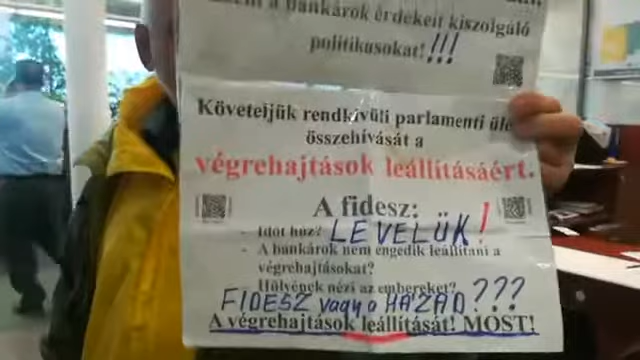 a bankárok érdekeit kiszolgáló
politikusokat!!!!
Követeljük rendkívüli parlamenti
összehívását a
végrehajtások leállításáért.
A fidesz:
- Időt húz? LEVELÜK!
- A bankárok nem engedik leállítani a
végrehajtásokat?
Hülyének nézi az embereket?
FIDESZ vagy a HAZÁD???
A végrehajtások leállítását! MOST!